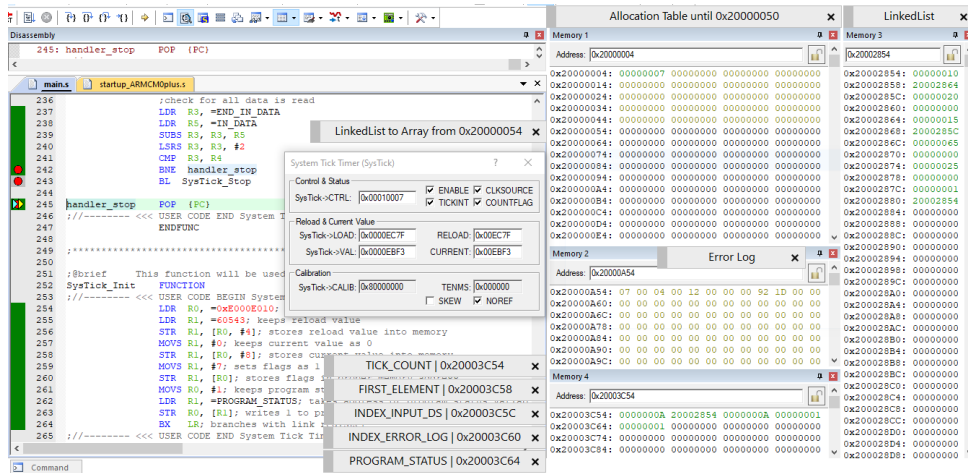 Allocation Table until 0x20000050
LinkedList
Disassembly
245: handler_stop POP {PC}
main.s
startup_ARMCM0plus.s
236 ;check for all data is read
237 LDR R3, =END_IN_DATA
238 LDR R5, =IN_DATA
239 SUBS R3, R3, R5
240 LSRS R3, R3, #2
241 CMP R3, R4
242 BNE handler_stop
243 BL SysTick_Stop
244
245 handler_stop POP {PC}
246 ;//-------- <<< USER CODE END System T
247 ENDFUNC
248
249
250
251 ;@brief This function will be used
252 SysTick_Init FUNCTION
253 ;//-------- <<< USER CODE BEGIN System
254 LDR R0, =0xE000E010;
255 LDR R1, =60543; keeps reload value
256 STR R1, [R0, #4]; stores reload value into memory
257 MOVS R1, #0; keeps current value as 0
258 STR R1, [R0, #8]; stores current value into memory
259 MOVS R1, #7; sets flags as 1
260 STR R1, [R0]; stores flags
261 MOVS R0, #1; keeps program st
262 LDR R1, =PROGRAM_STATUS;
263 STR R0, [R1]; writes 1 to pr
264 BX LR; branches with link
265 ;//-------- <<< USER CODE END System Tick Tim
Command
LinkedList to Array from 0x20000054
System Tick Timer (SysTick)
Control & Status
SysTick->CTRL: 0x00010007
ENABLE CLKSOURCE
TICKINT COUNTFLAG
Reload & Current Value
SysTick->LOAD: 0x0000EC7F RELOAD: 0x00EC7F
SysTick->VAL: 0x0000EBF3 CURRENT: 0x00EBF3
Calibration
SysTick->CALIB: 0x80000000 TENMS: 0x000000
SKEW NOREF
TICK_COUNT | 0x20003C54
FIRST_ELEMENT | 0x20003C58
INDEX_INPUT_DS | 0x20003C5C
INDEX_ERROR_LOG | 0x20003C60
PROGRAM_STATUS | 0x20003C64
Memory 1
Address: 0x20000004
0x20000004: 00000007 00000000 00000000 00000000
0x20000014: 00000000 00000000 00000000 00000000
0x20000024: 00000000 00000000 00000000 00000000
0x20000034: 00000000 00000000 00000000 00000000
0x20000044: 00000000 00000000 00000000 00000000
0x20000054: 00000000 00000000 00000000 00000000
0x20000064: 00000000 00000000 00000000 00000000
0x20000074: 00000000 00000000 00000000 00000000
0x20000084: 00000000 00000000 00000000 00000000
0x20000094: 00000000 00000000 00000000 00000000
0x200000A4: 00000000 00000000 00000000 00000000
0x200000B4: 00000000 00000000 00000000 00000000
0x200000C4: 00000000 00000000 00000000 00000000
0x200000D4: 00000000 00000000 00000000 00000000
0x200000E4: 00000000 00000000 00000000 00000000
Memory 2
Error Log
Address: 0x20000A54
0x20000A54: 07 00 04 00 12 00 00 00 92 1D 00 00
0x20000A60: 00 00 00 00 00 00 00 00 00 00 00 00
0x20000A6C: 00 00 00 00 00 00 00 00 00 00 00 00
0x20000A78: 00 00 00 00 00 00 00 00 00 00 00 00
0x20000A84: 00 00 00 00 00 00 00 00 00 00 00 00
0x20000A90: 00 00 00 00 00 00 00 00 00 00 00 00
0x20000A9C: 00 00 00 00 00 00 00 00 00 00 00 00
Memory 4
Address: 0x20003C54
0x20003C54: 0000000A 20002854 0000000A 00000001
0x20003C64: 00000001 00000000 00000000 00000000
0x20003C74: 00000000 00000000 00000000 00000000
0x20003C84: 00000000 00000000 00000000 00000000
Memory 3
0x20002854
0x20002854: 00000010
0x20002858: 20002864
0x2000285C: 00000020
0x20002860: 00000000
0x20002864: 00000015
0x20002868: 2000285C
0x2000286C: 00000065
0x20002870: 00000000
0x20002874: 00000025
0x20002878: 00000000
0x2000287C: 00000001
0x20002880: 20002854
0x20002884: 00000000
0x20002888: 00000000
0x2000288C: 00000000
0x20002890: 00000000
0x20002894: 00000000
0x20002898: 00000000
0x2000289C: 00000000
0x200028A0: 00000000
0x200028A4: 00000000
0x200028A8: 00000000
0x200028AC: 00000000
0x200028B0: 00000000
0x200028B4: 00000000
0x200028B8: 00000000
0x200028BC: 00000000
0x200028C0: 00000000
0x200028C4: 00000000
0x200028C8: 00000000
0x200028CC: 00000000
0x200028D0: 00000000
0x200028D4: 00000000
0x200028D8: 00000000